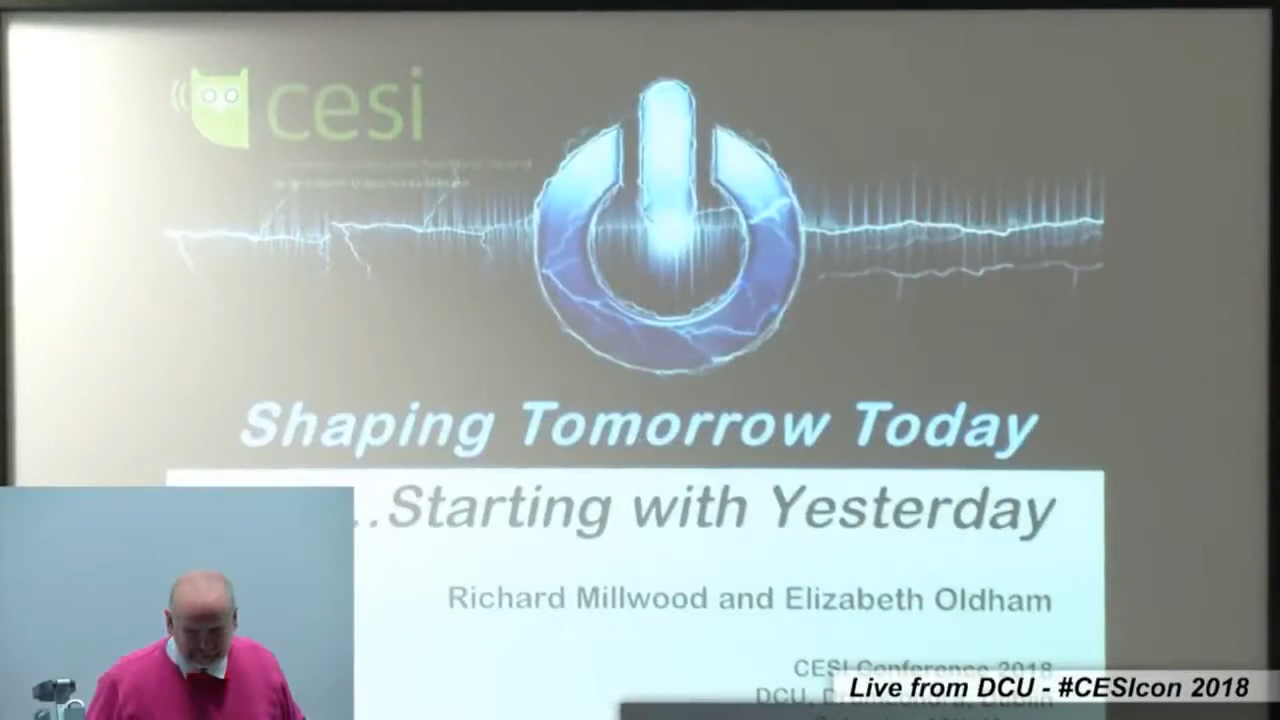 cesi
Shaping Tomorrow Today
..Starting with Yesterday
Richard Millwood and Elizabeth Oldham
CESI Conference 2018
DCU,
Live from DCU - #CESIcon 2018